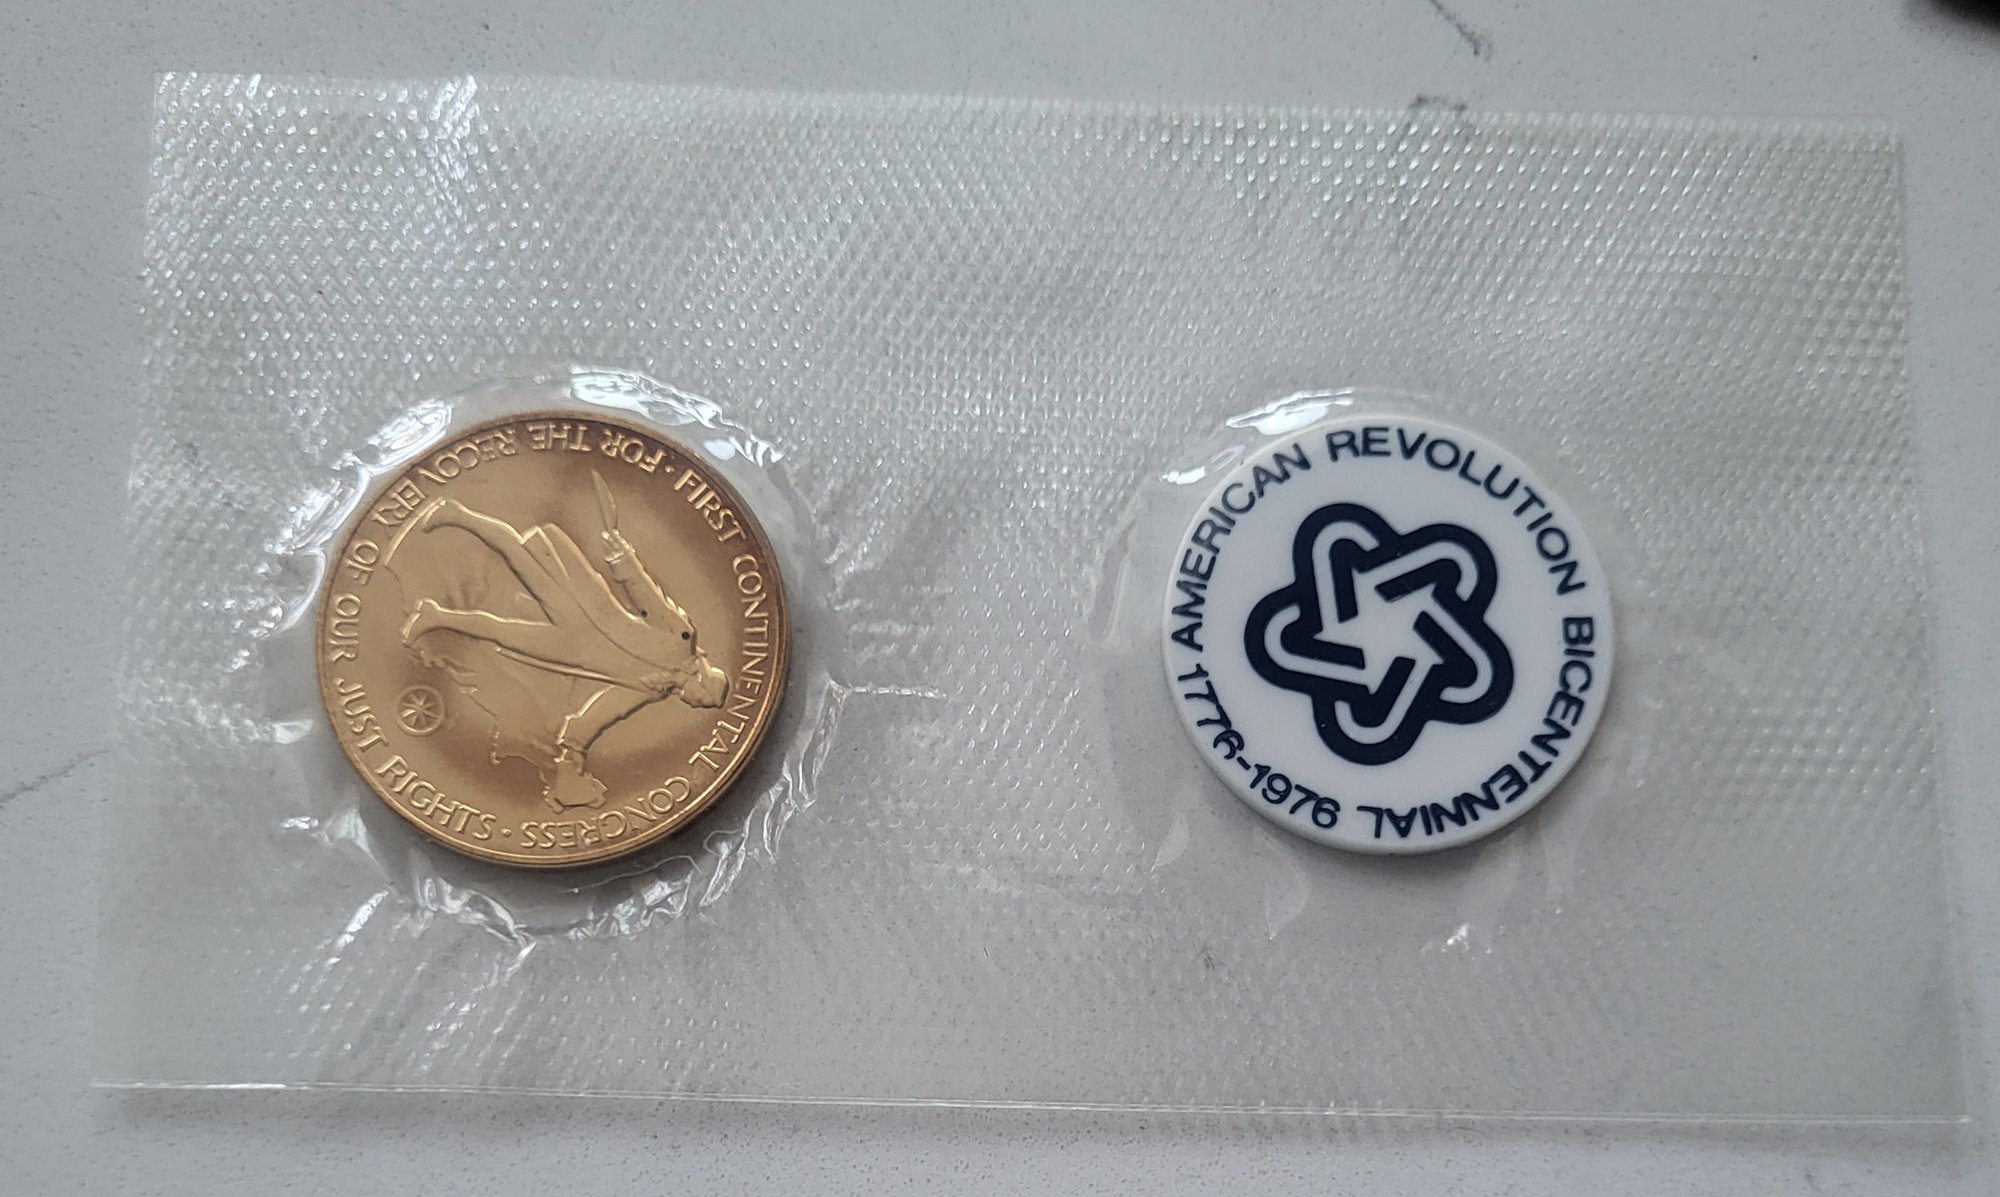 FIRST CONTINENTAL CONGRESS · FOR THE RECOVERY OF OUR JUST RIGHTS ·
AMERICAN REVOLUTION BICENTENNIAL
1776-1976